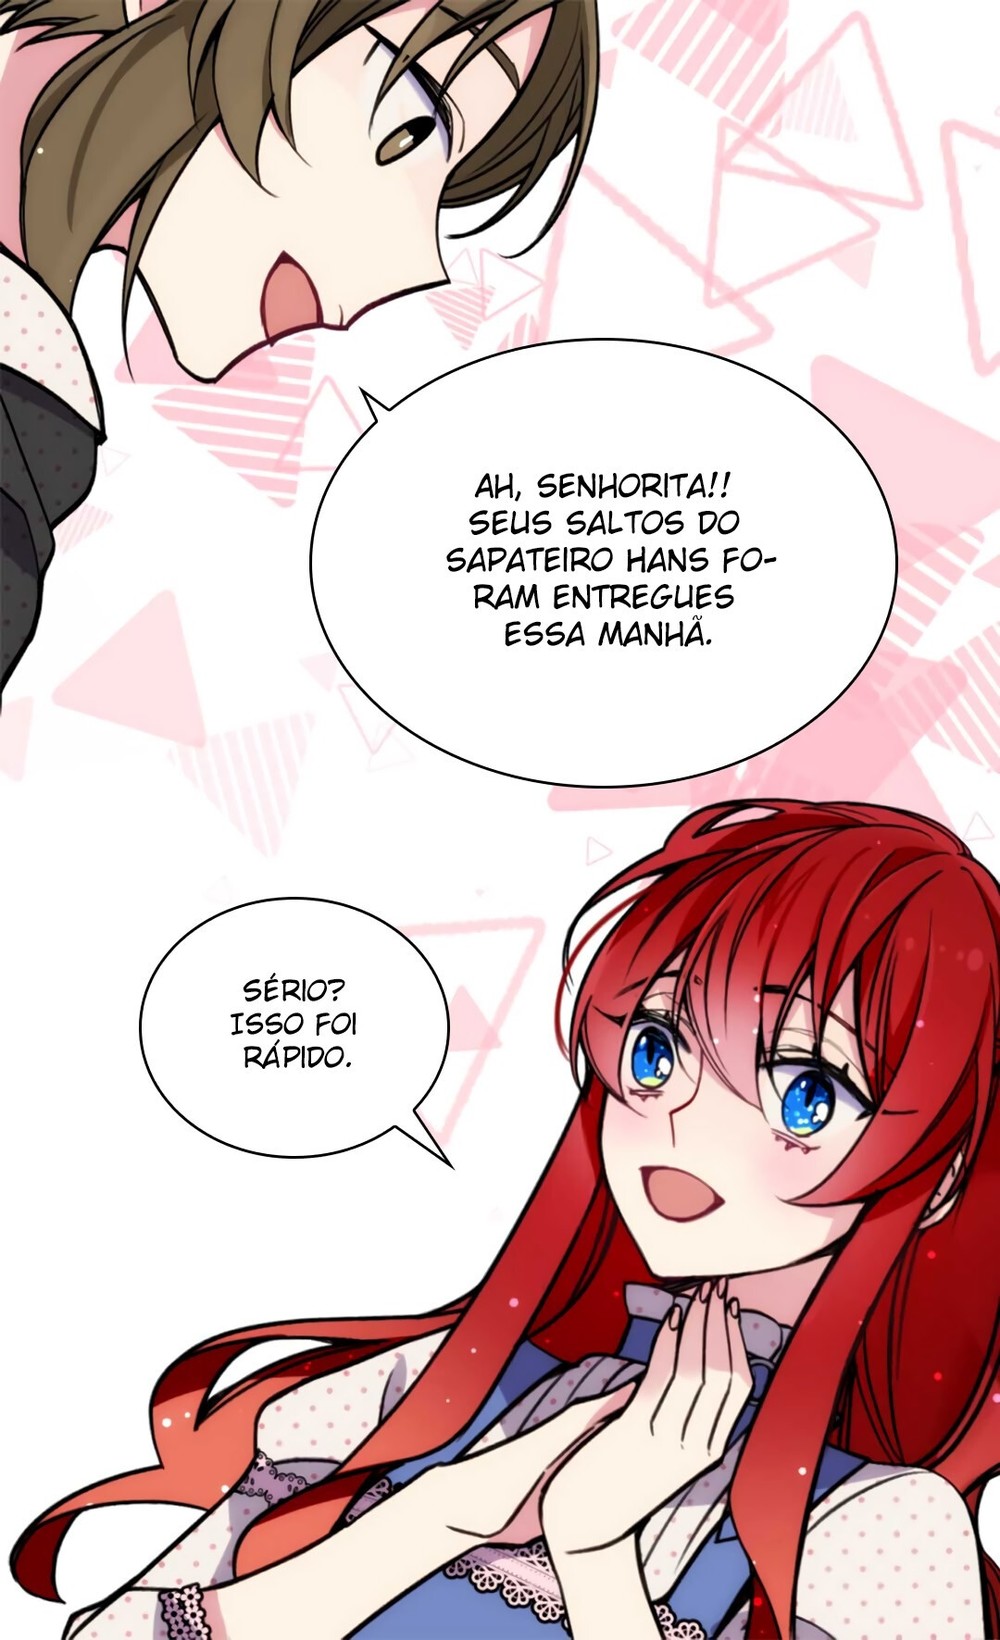 AH, SENHORITA!!
SEUS SALTOS DO
SAPATEIRO HANS FO-
RAM ENTREGUES
ESSA MANHÃ.
SÉRIO?
ISSO FOI
RÁPIDO.